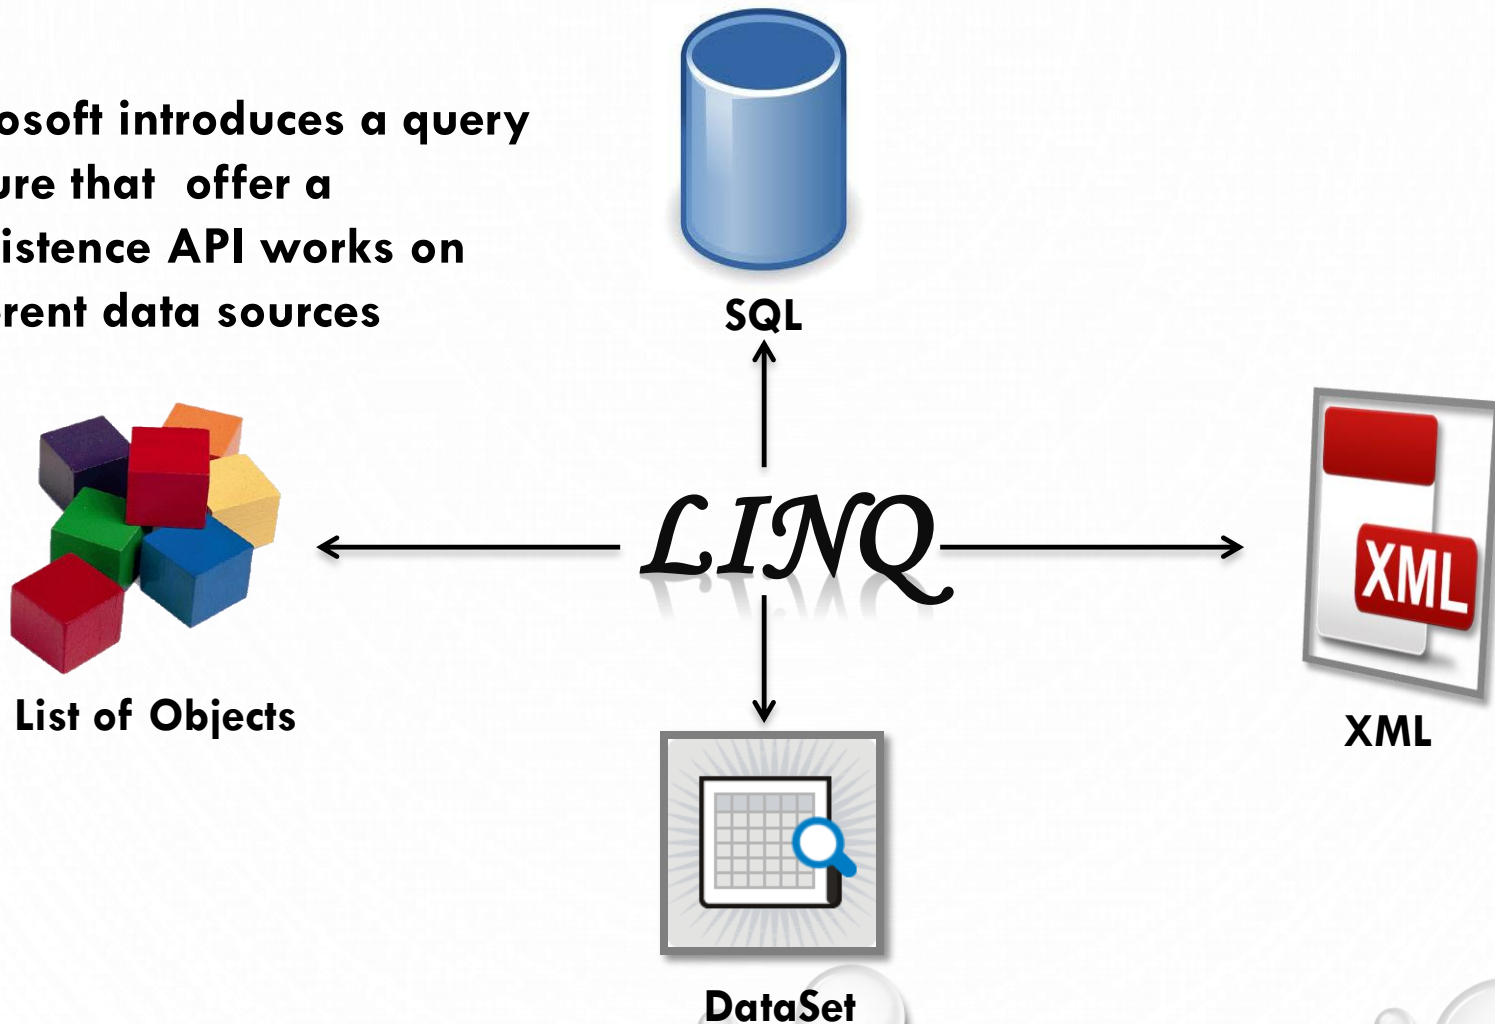 osoft introduces a query
ure that offer a
istence API works on
erent data sources
SQL
LINQ
XML
List of Objects
XML
DataSet